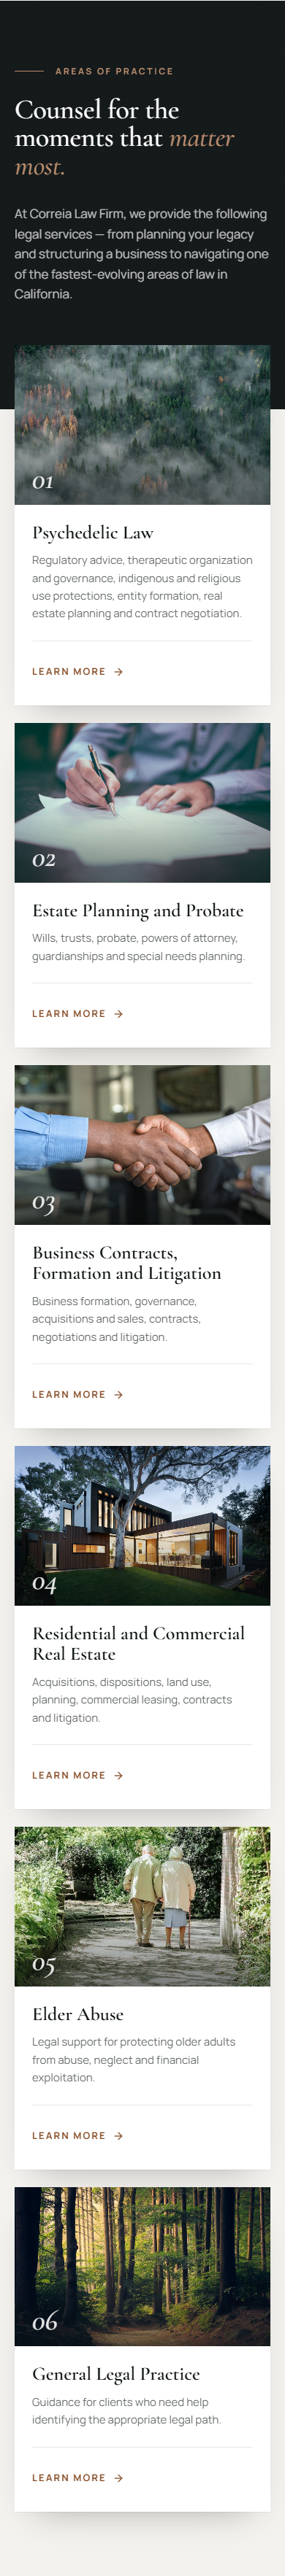 AREAS OF PRACTICE
Counsel for the
moments that matter
most.
At Correia Law Firm, we provide the following
legal services — from planning your legacy
and structuring a business to navigating one
of the fastest-evolving areas of law in
California.
01
Psychedelic Law
Regulatory advice, therapeutic organization
and governance, indigenous and religious
use protections, entity formation, real
estate planning and contract negotiation.
LEARN MORE →
02
Estate Planning and Probate
Wills, trusts, probate, powers of attorney,
guardianships and special needs planning.
LEARN MORE →
03
Business Contracts,
Formation and Litigation
Business formation, governance,
acquisitions and sales, contracts,
negotiations and litigation.
LEARN MORE →
04
Residential and Commercial
Real Estate
Acquisitions, dispositions, land use,
planning, commercial leasing, contracts
and litigation.
LEARN MORE →
05
Elder Abuse
Legal support for protecting older adults
from abuse, neglect and financial
exploitation.
LEARN MORE →
06
General Legal Practice
Guidance for clients who need help
identifying the appropriate legal path.
LEARN MORE →